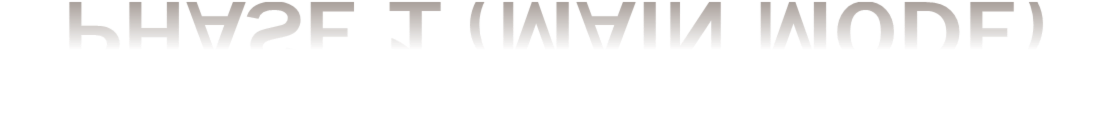 PHASE 1 (MAIN MODE)